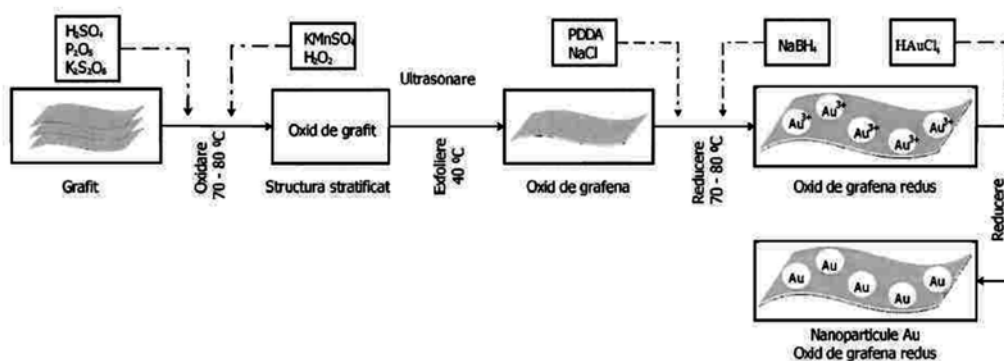 H₂SO₄
P₂O₅
K₂S₂O₈
KMnSO₄
H₂O₂
Ultrasonare
PDDA
NaCl
NaBH₄
HAuCl₄
Oxid de grafit
Au³⁺
Au³⁺
Au³⁺
Au³⁺
Au³⁺
Grafit
Oxidare
70 - 80 ºC
Structura stratificat
Exfoliere
40 ºC
Oxid de grafena
Reducere
70 - 80 ºC
Oxid de grafena redus
Reducere
Au
Au
Au
Au
Au
Nanoparticule Au
Oxid de grafena redus